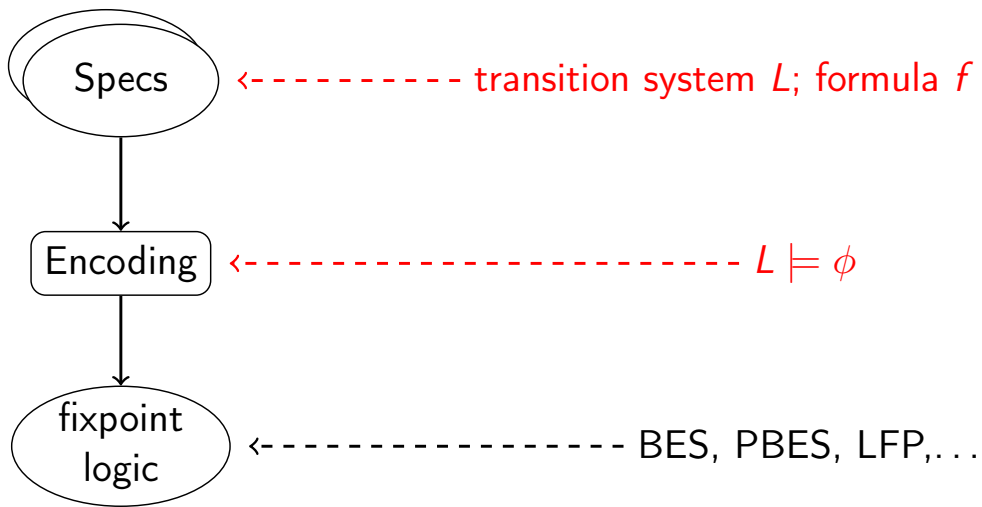 Specs
transition system L; formula f
Encoding
L ⊨ ϕ
fixpoint
logic
BES, PBES, LFP,...